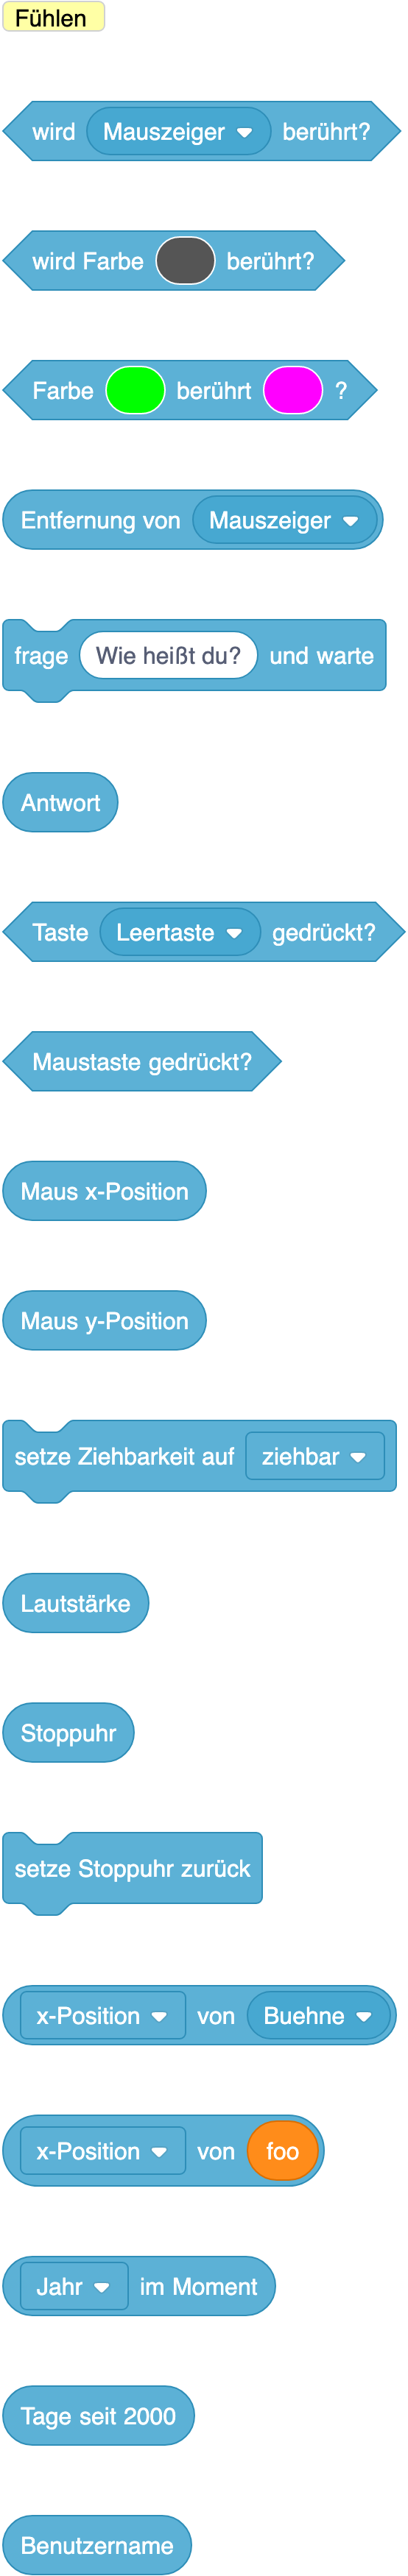 Fühlen
wird Mauszeiger berührt?
wird Farbe berührt?
Farbe berührt ?
Entfernung von Mauszeiger
frage Wie heißt du? und warte
Antwort
Taste Leertaste gedrückt?
Maustaste gedrückt?
Maus x-Position
Maus y-Position
setze Ziehbarkeit auf ziehbar
Lautstärke
Stoppuhr
setze Stoppuhr zurück
x-Position von Buehne
x-Position von foo
Jahr im Moment
Tage seit 2000
Benutzername